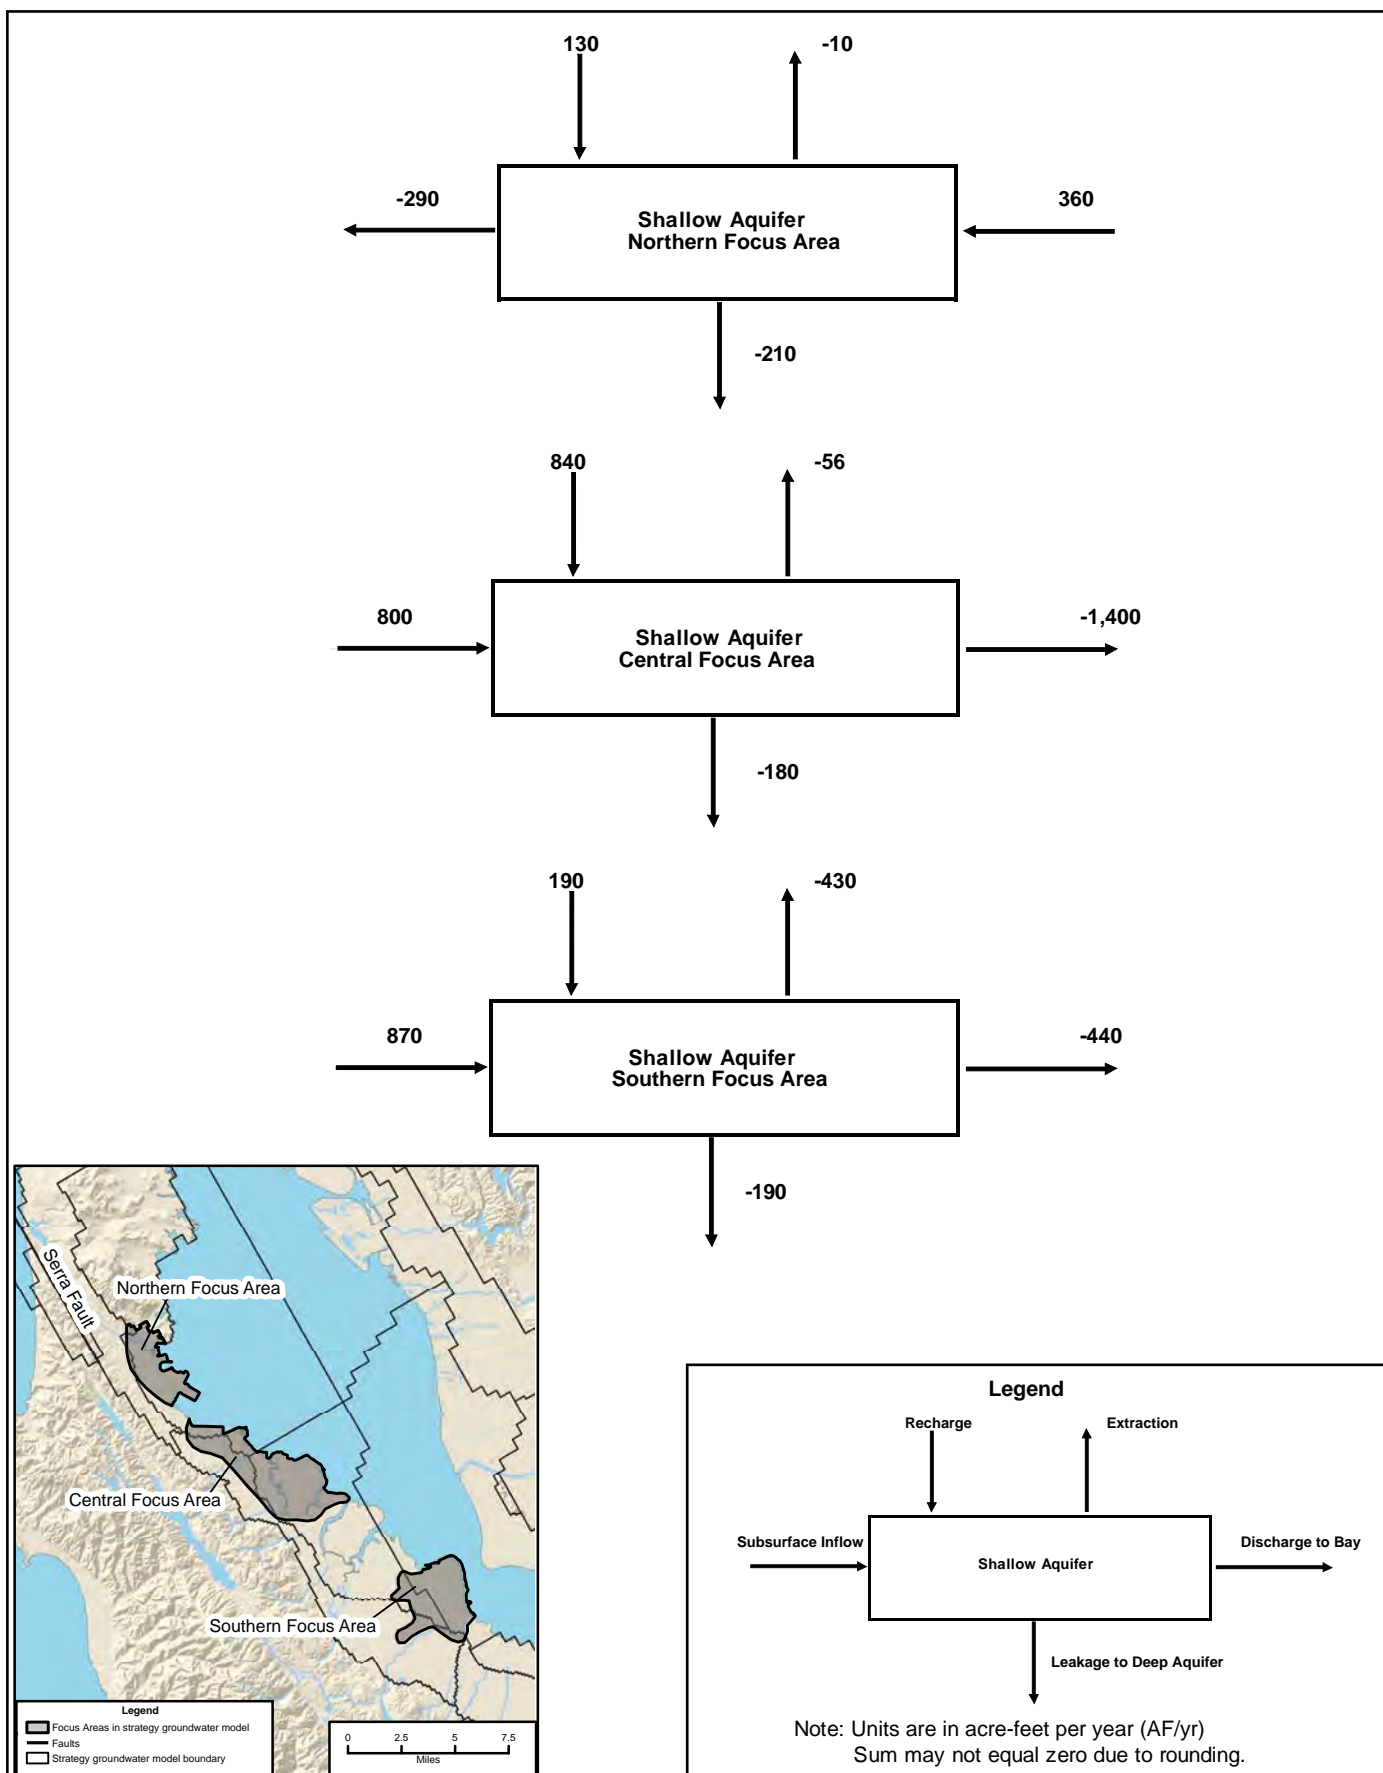 130
-10
-290
360
Shallow Aquifer
Northern Focus Area
-210
840
-56
800
-1,400
Shallow Aquifer
Central Focus Area
-180
190
-430
870
-440
Shallow Aquifer
Southern Focus Area
-190
Serra Fault
Northern Focus Area
Central Focus Area
Southern Focus Area
Legend
Focus Areas in strategy groundwater model
Faults
Strategy groundwater model boundary
0 2.5 5 7.5
Miles
Legend
Recharge
Extraction
Subsurface Inflow
Discharge to Bay
Shallow Aquifer
Leakage to Deep Aquifer
Note: Units are in acre-feet per year (AF/yr)
Sum may not equal zero due to rounding.